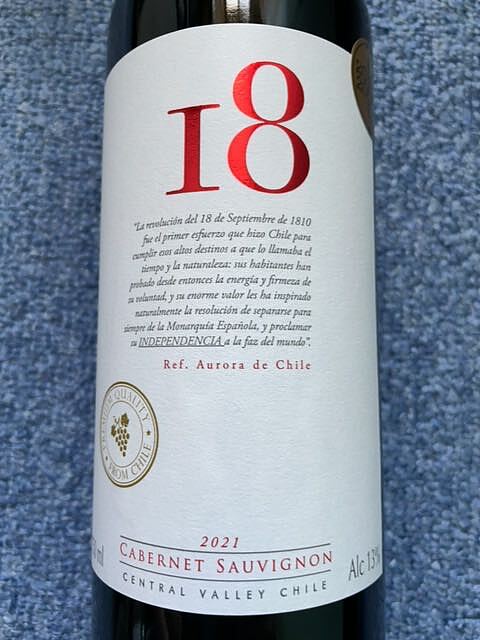 18
"La revolución del 18 de Septiembre de 1810
fue el primer esfuerzo que hizo Chile para
cumplir esos altos destinos a que lo llamaba el
tiempo y la naturaleza: sus habitantes han
probado desde entonces la energía y firmeza de
su voluntad, y su enorme valor les ha inspirado
naturalmente la resolución de separarse para
siempre de la Monarquía Española, y proclamar
su INDEPENDENCIA a la faz del mundo".
Ref. Aurora de Chile
PREMIUM QUALITY
FROM CHILE
2021
CABERNET SAUVIGNON
CENTRAL VALLEY CHILE
ml
Alc 13%